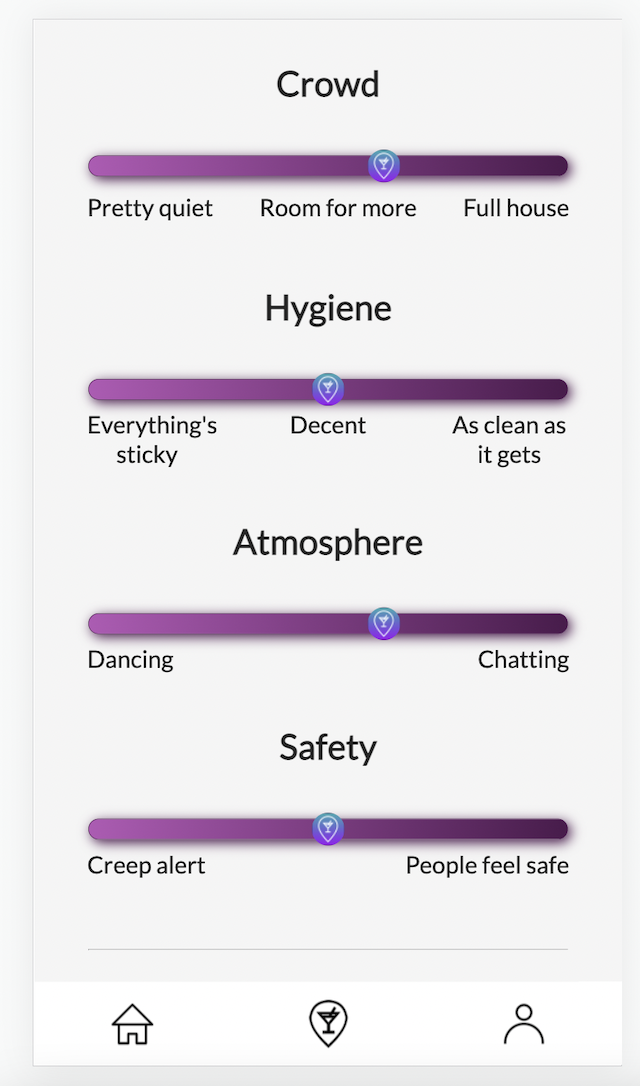 Crowd
Pretty quiet Room for more Full house
Hygiene
Everything's Decent As clean as
sticky it gets
Atmosphere
Dancing Chatting
Safety
Creep alert People feel safe